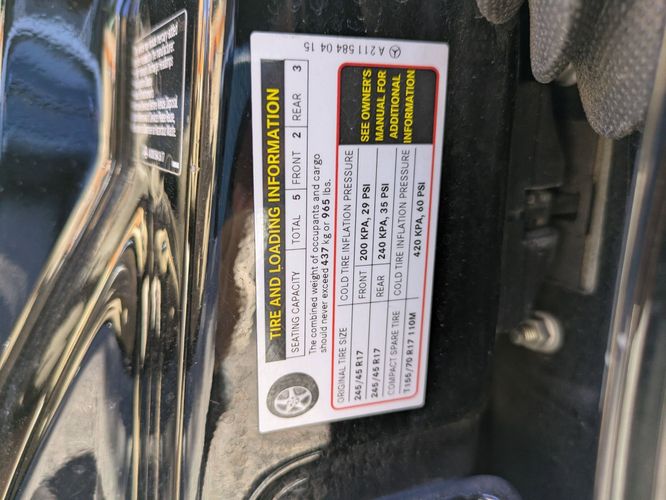 TIRE AND LOADING INFORMATION
SEATING CAPACITY TOTAL 5 FRONT 2 REAR 3
The combined weight of occupants and cargo
should never exceed 437 kg or 965 lbs.
ORIGINAL TIRE SIZE COLD TIRE INFLATION PRESSURE
245/45 R17 FRONT 200 KPA, 29 PSI
245/45 R17 REAR 240 KPA, 35 PSI
COMPACT SPARE TIRE COLD TIRE INFLATION PRESSURE
T 155/70 R17 110M 420 KPA, 60 PSI
SEE OWNER'S
MANUAL FOR
ADDITIONAL
INFORMATION
A 211 584 04 15